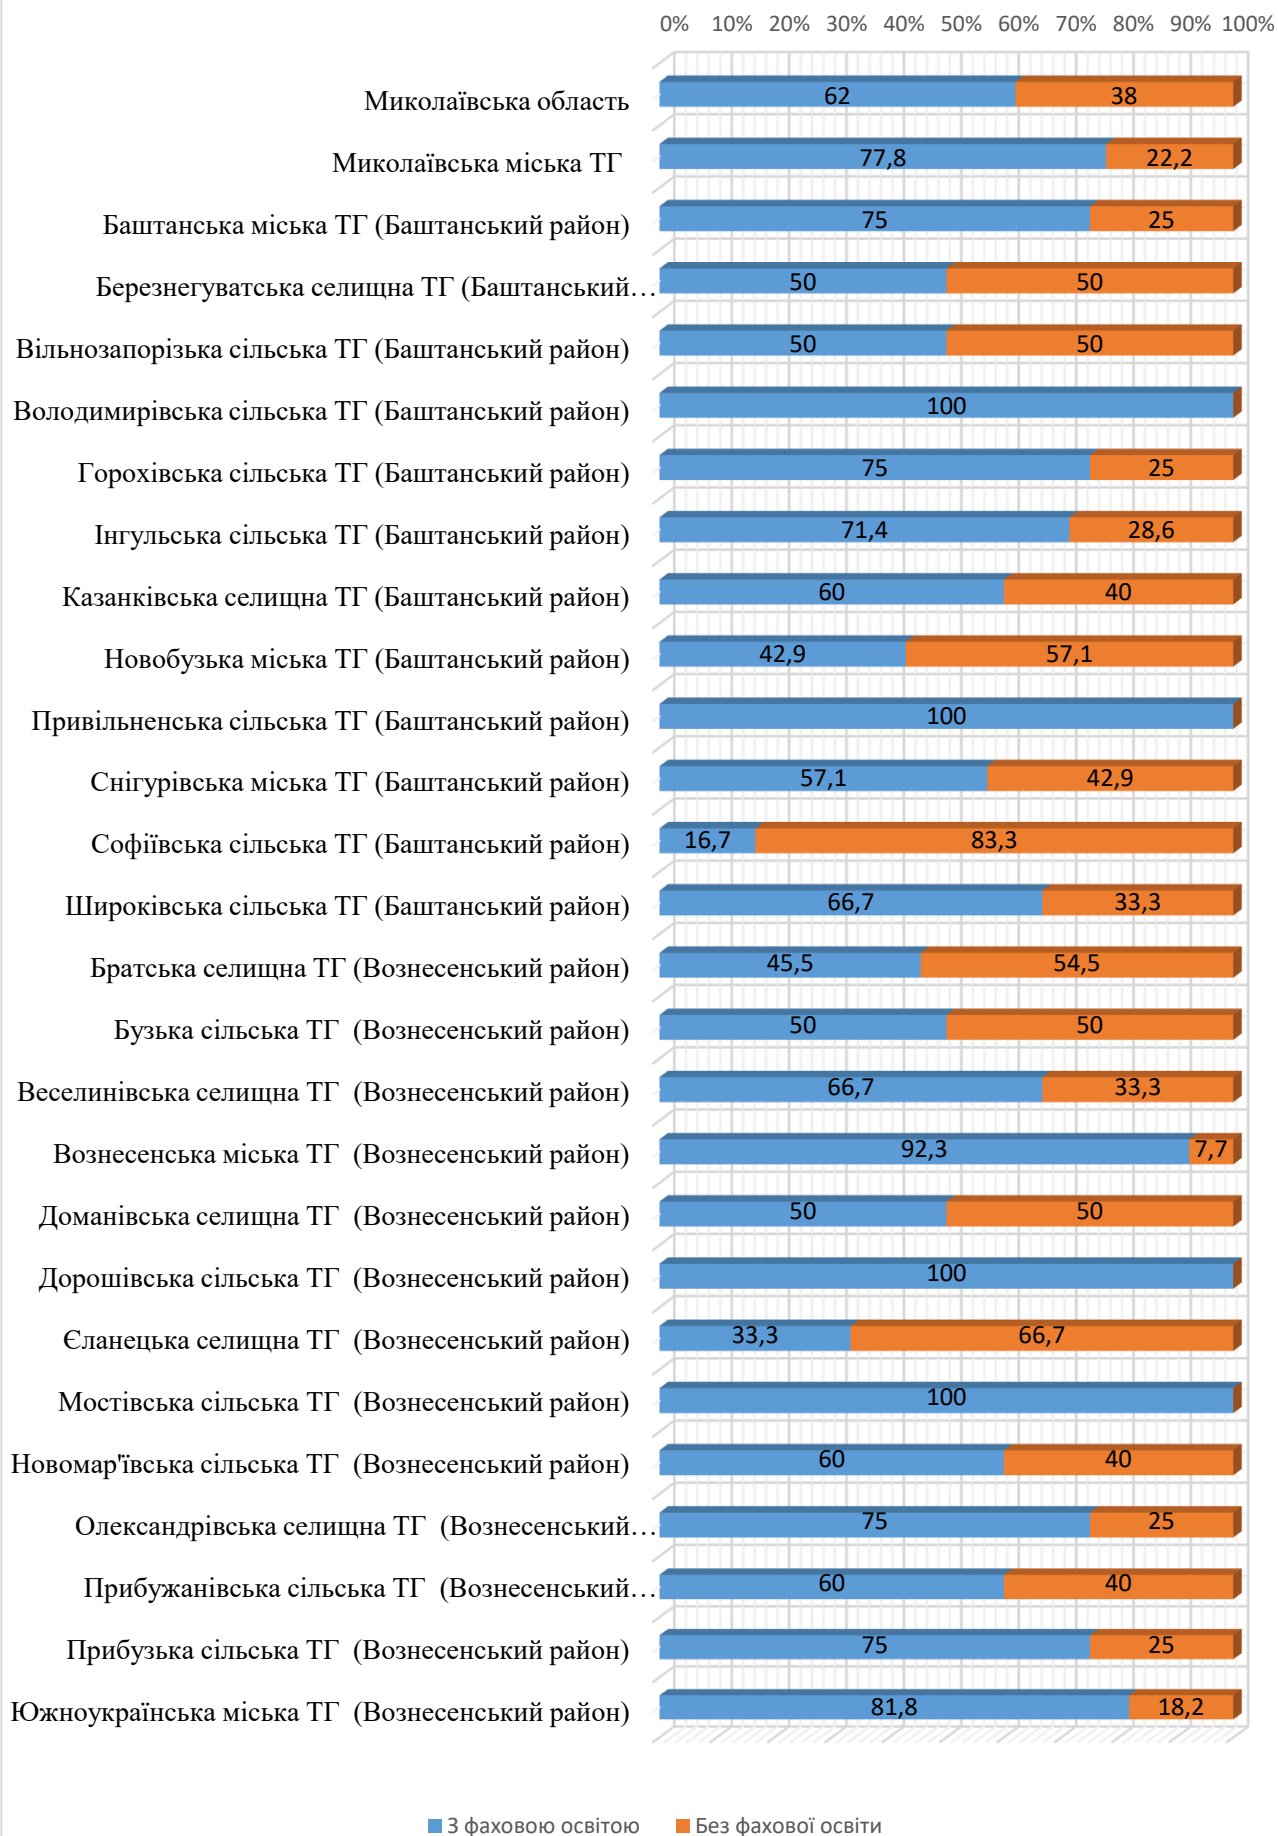 0% 10% 20% 30% 40% 50% 60% 70% 80% 90% 100%
Миколаївська область 62 38
Миколаївська міська ТГ 77,8 22,2
Баштанська міська ТГ (Баштанський район) 75 25
Березнегуватська селищна ТГ (Баштанський… 50 50
Вільнозапорізька сільська ТГ (Баштанський район) 50 50
Володимирівська сільська ТГ (Баштанський район) 100
Горохівська сільська ТГ (Баштанський район) 75 25
Інгульська сільська ТГ (Баштанський район) 71,4 28,6
Казанківська селищна ТГ (Баштанський район) 60 40
Новобузька міська ТГ (Баштанський район) 42,9 57,1
Привільненська сільська ТГ (Баштанський район) 100
Снігурівська міська ТГ (Баштанський район) 57,1 42,9
Софіївська сільська ТГ (Баштанський район) 16,7 83,3
Широківська сільська ТГ (Баштанський район) 66,7 33,3
Братська селищна ТГ (Вознесенський район) 45,5 54,5
Бузька сільська ТГ (Вознесенський район) 50 50
Веселинівська селищна ТГ (Вознесенський район) 66,7 33,3
Вознесенська міська ТГ (Вознесенський район) 92,3 7,7
Доманівська селищна ТГ (Вознесенський район) 50 50
Дорошівська сільська ТГ (Вознесенський район) 100
Єланецька селищна ТГ (Вознесенський район) 33,3 66,7
Мостівська сільська ТГ (Вознесенський район) 100
Новомар'ївська сільська ТГ (Вознесенський район) 60 40
Олександрівська селищна ТГ (Вознесенський… 75 25
Прибужанівська сільська ТГ (Вознесенський… 60 40
Прибузька сільська ТГ (Вознесенський район) 75 25
Южноукраїнська міська ТГ (Вознесенський район) 81,8 18,2
З фаховою освітою Без фахової освіти